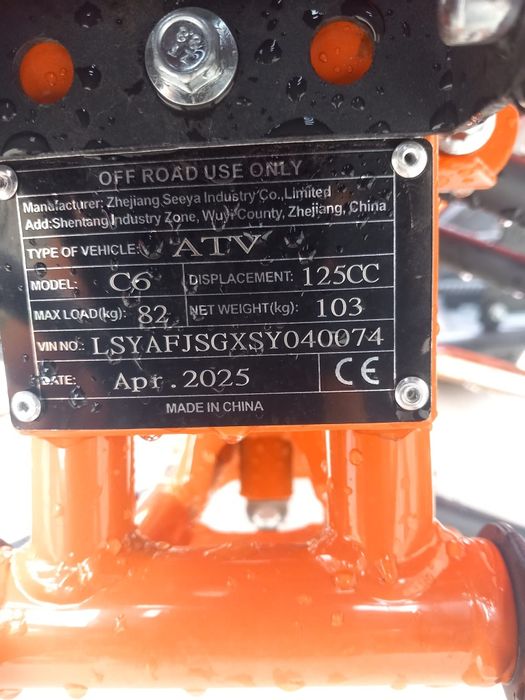 OFF ROAD USE ONLY
Manufacturer: Zhejiang Seeya Industry Co.,Limited
Add:Shentang Industry Zone, Wuyi County, Zhejiang, China
TYPE OF VEHICLE: ATV
MODEL: C6 DISPLACEMENT: 125CC
MAX LOAD(kg): 82 NET WEIGHT(kg): 103
VIN NO.: LSYAFJSGXSY040074
DATE: Apr.2025 CE
MADE IN CHINA